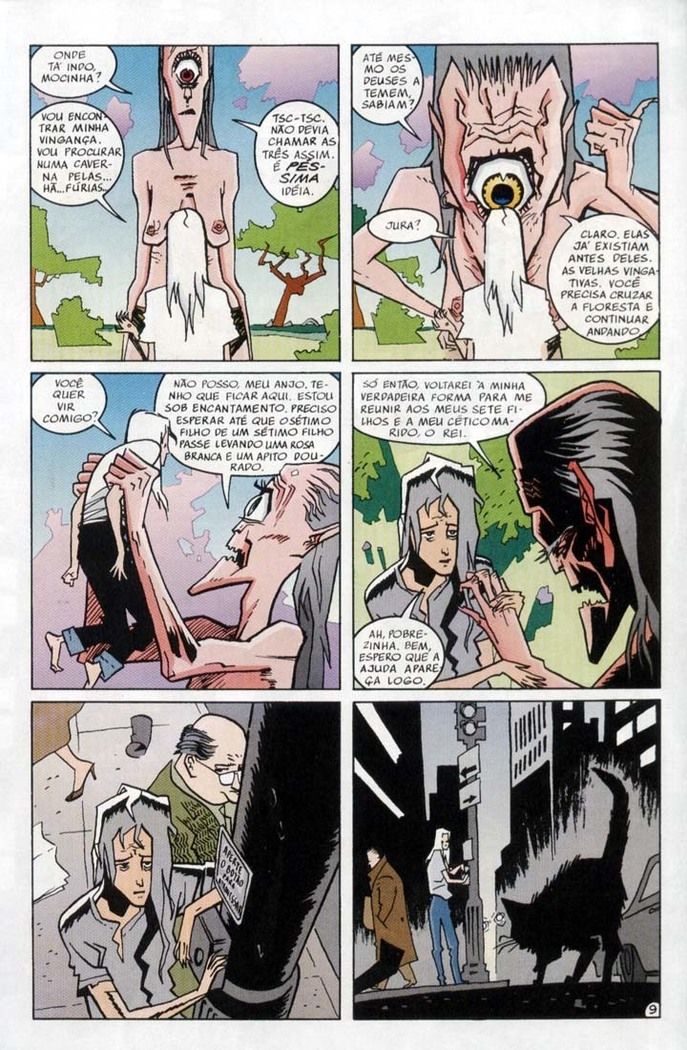 ONDE
TÁ INDO,
MOCINHA?
VOU ENCON-
TRAR MINHA
VINGANÇA.
VOU PROCURAR
NUMA CAVER-
NA PELAS...
HÃ...FÚRIAS...
TSC-TSC.
NÃO DEVIA
CHAMAR AS
TRÊS ASSIM.
É PÉS-
SIMA
IDÉIA.
ATÉ MES-
MO OS
DEUSES A
TEMEM,
SABIAM?
JURA?
CLARO. ELAS
JÁ EXISTIAM
ANTES DELES.
AS VELHAS VINGA-
TIVAS. VOCÊ
PRECISA CRUZAR
A FLORESTA E
CONTINUAR
ANDANDO.
VOCÊ
QUER
VIR
COMIGO?
NÃO POSSO, MEU ANJO. TE-
NHO QUE FICAR AQUI. ESTOU
SOB ENCANTAMENTO. PRECISO
ESPERAR ATÉ QUE O SÉTIMO
FILHO DE UM SÉTIMO FILHO
PASSE LEVANDO UMA ROSA
BRANCA E UM APITO DOU-
RADO.
SÓ ENTÃO, VOLTAREI À MINHA
VERDADEIRA FORMA PARA ME
REUNIR AOS MEUS SETE FI-
LHOS E A MEU CÉTICO MA-
RIDO, O REI.
AH, POBRE-
ZINHA. BEM,
ESPERO QUE A
AJUDA APARE-
ÇA LOGO.
APERTE
O BOTÃO
PARA
9